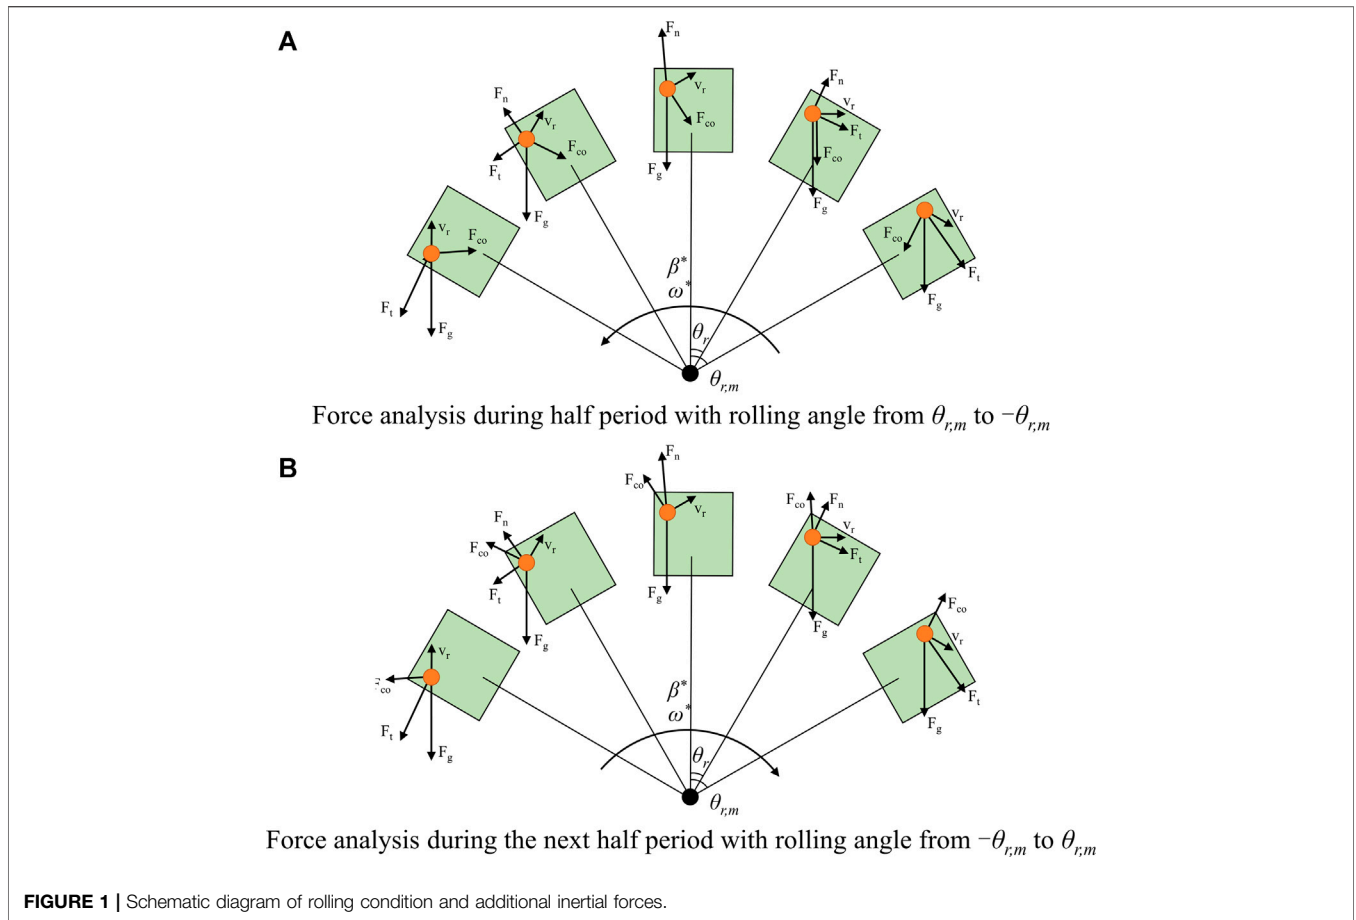 A
Fn
Fn
vr
Fn
vr
Fco
vr
Ft
Fco
Fco
Ft
Fg
Fg
Fg
vr
Fco
vr
Fco
Ft
Ft
Fg
Fg
β*
ω*
θr
θr,m
Force analysis during half period with rolling angle from θr,m to −θr,m
B
Fn
Fco
Fco
Fn
Fn
vr
vr
Fco
vr
Ft
Ft
Fg
Fg
Fg
Fco
vr
vr
Fco
Ft
Ft
Fg
Fg
β*
ω*
θr
θr,m
Force analysis during the next half period with rolling angle from −θr,m to θr,m
FIGURE 1 | Schematic diagram of rolling condition and additional inertial forces.